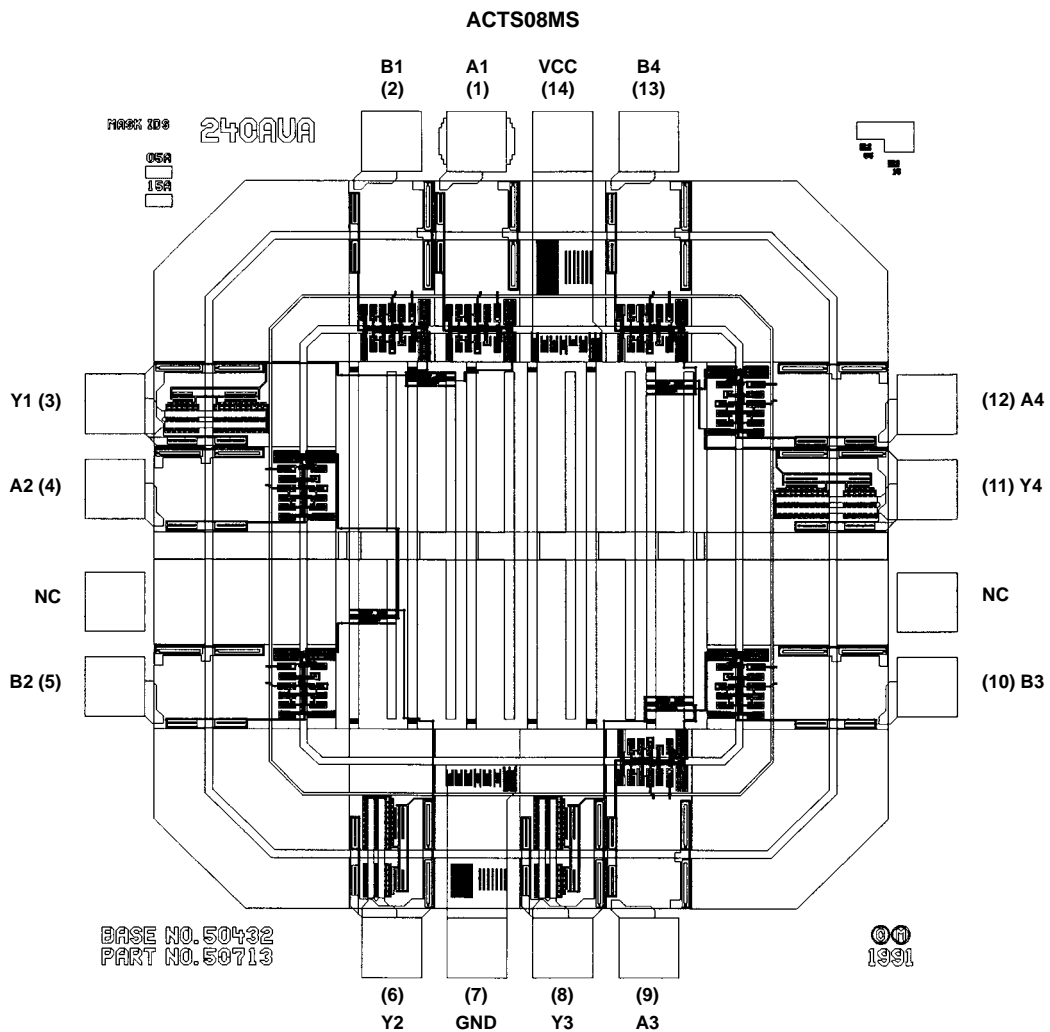 ACTS08MS
B1
(2)
A1
(1)
VCC
(14)
B4
(13)
MASK IDS
240AUA
05A
15A
Y1 (3)
(12) A4
A2 (4)
(11) Y4
NC
NC
B2 (5)
(10) B3
BASE NO. 50432
PART NO. 50713
O M
1991
(6)
Y2
(7)
GND
(8)
Y3
(9)
A3